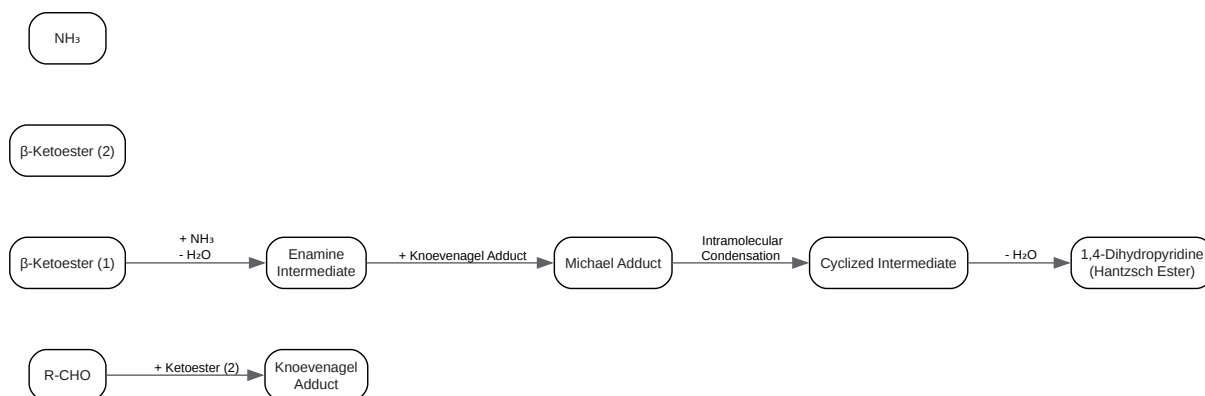 NH₃
β-Ketoester (2)
β-Ketoester (1)
+ NH₃
- H₂O
Enamine
Intermediate
+ Knoevenagel Adduct
Michael Adduct
Intramolecular
Condensation
Cyclized Intermediate
- H₂O
1,4-Dihydropyridine
(Hantzsch Ester)
R-CHO
+ Ketoester (2)
Knoevenagel
Adduct